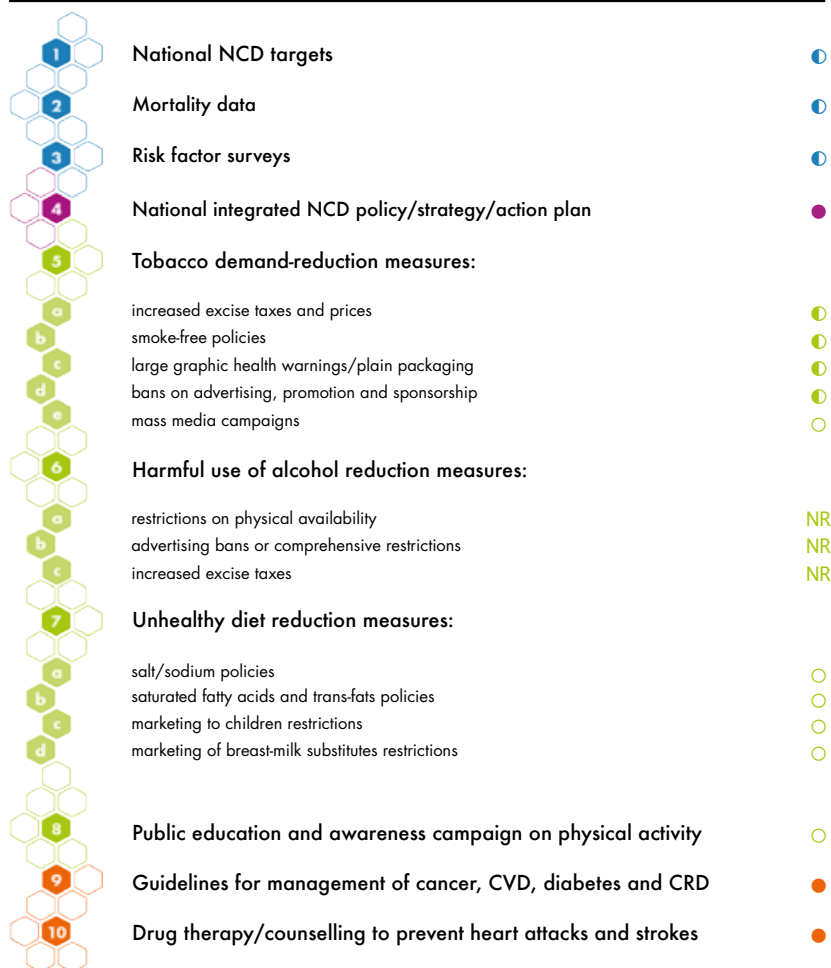 1 National NCD targets ◐
2 Mortality data ◐
3 Risk factor surveys ◐
4 National integrated NCD policy/strategy/action plan ●
5 Tobacco demand-reduction measures:
a increased excise taxes and prices ◐
b smoke-free policies ◐
c large graphic health warnings/plain packaging ◐
d bans on advertising, promotion and sponsorship ◐
e mass media campaigns ○
6 Harmful use of alcohol reduction measures:
a restrictions on physical availability NR
b advertising bans or comprehensive restrictions NR
c increased excise taxes NR
7 Unhealthy diet reduction measures:
a salt/sodium policies ○
b saturated fatty acids and trans-fats policies ○
c marketing to children restrictions ○
d marketing of breast-milk substitutes restrictions ○
8 Public education and awareness campaign on physical activity ○
9 Guidelines for management of cancer, CVD, diabetes and CRD ●
10 Drug therapy/counselling to prevent heart attacks and strokes ●